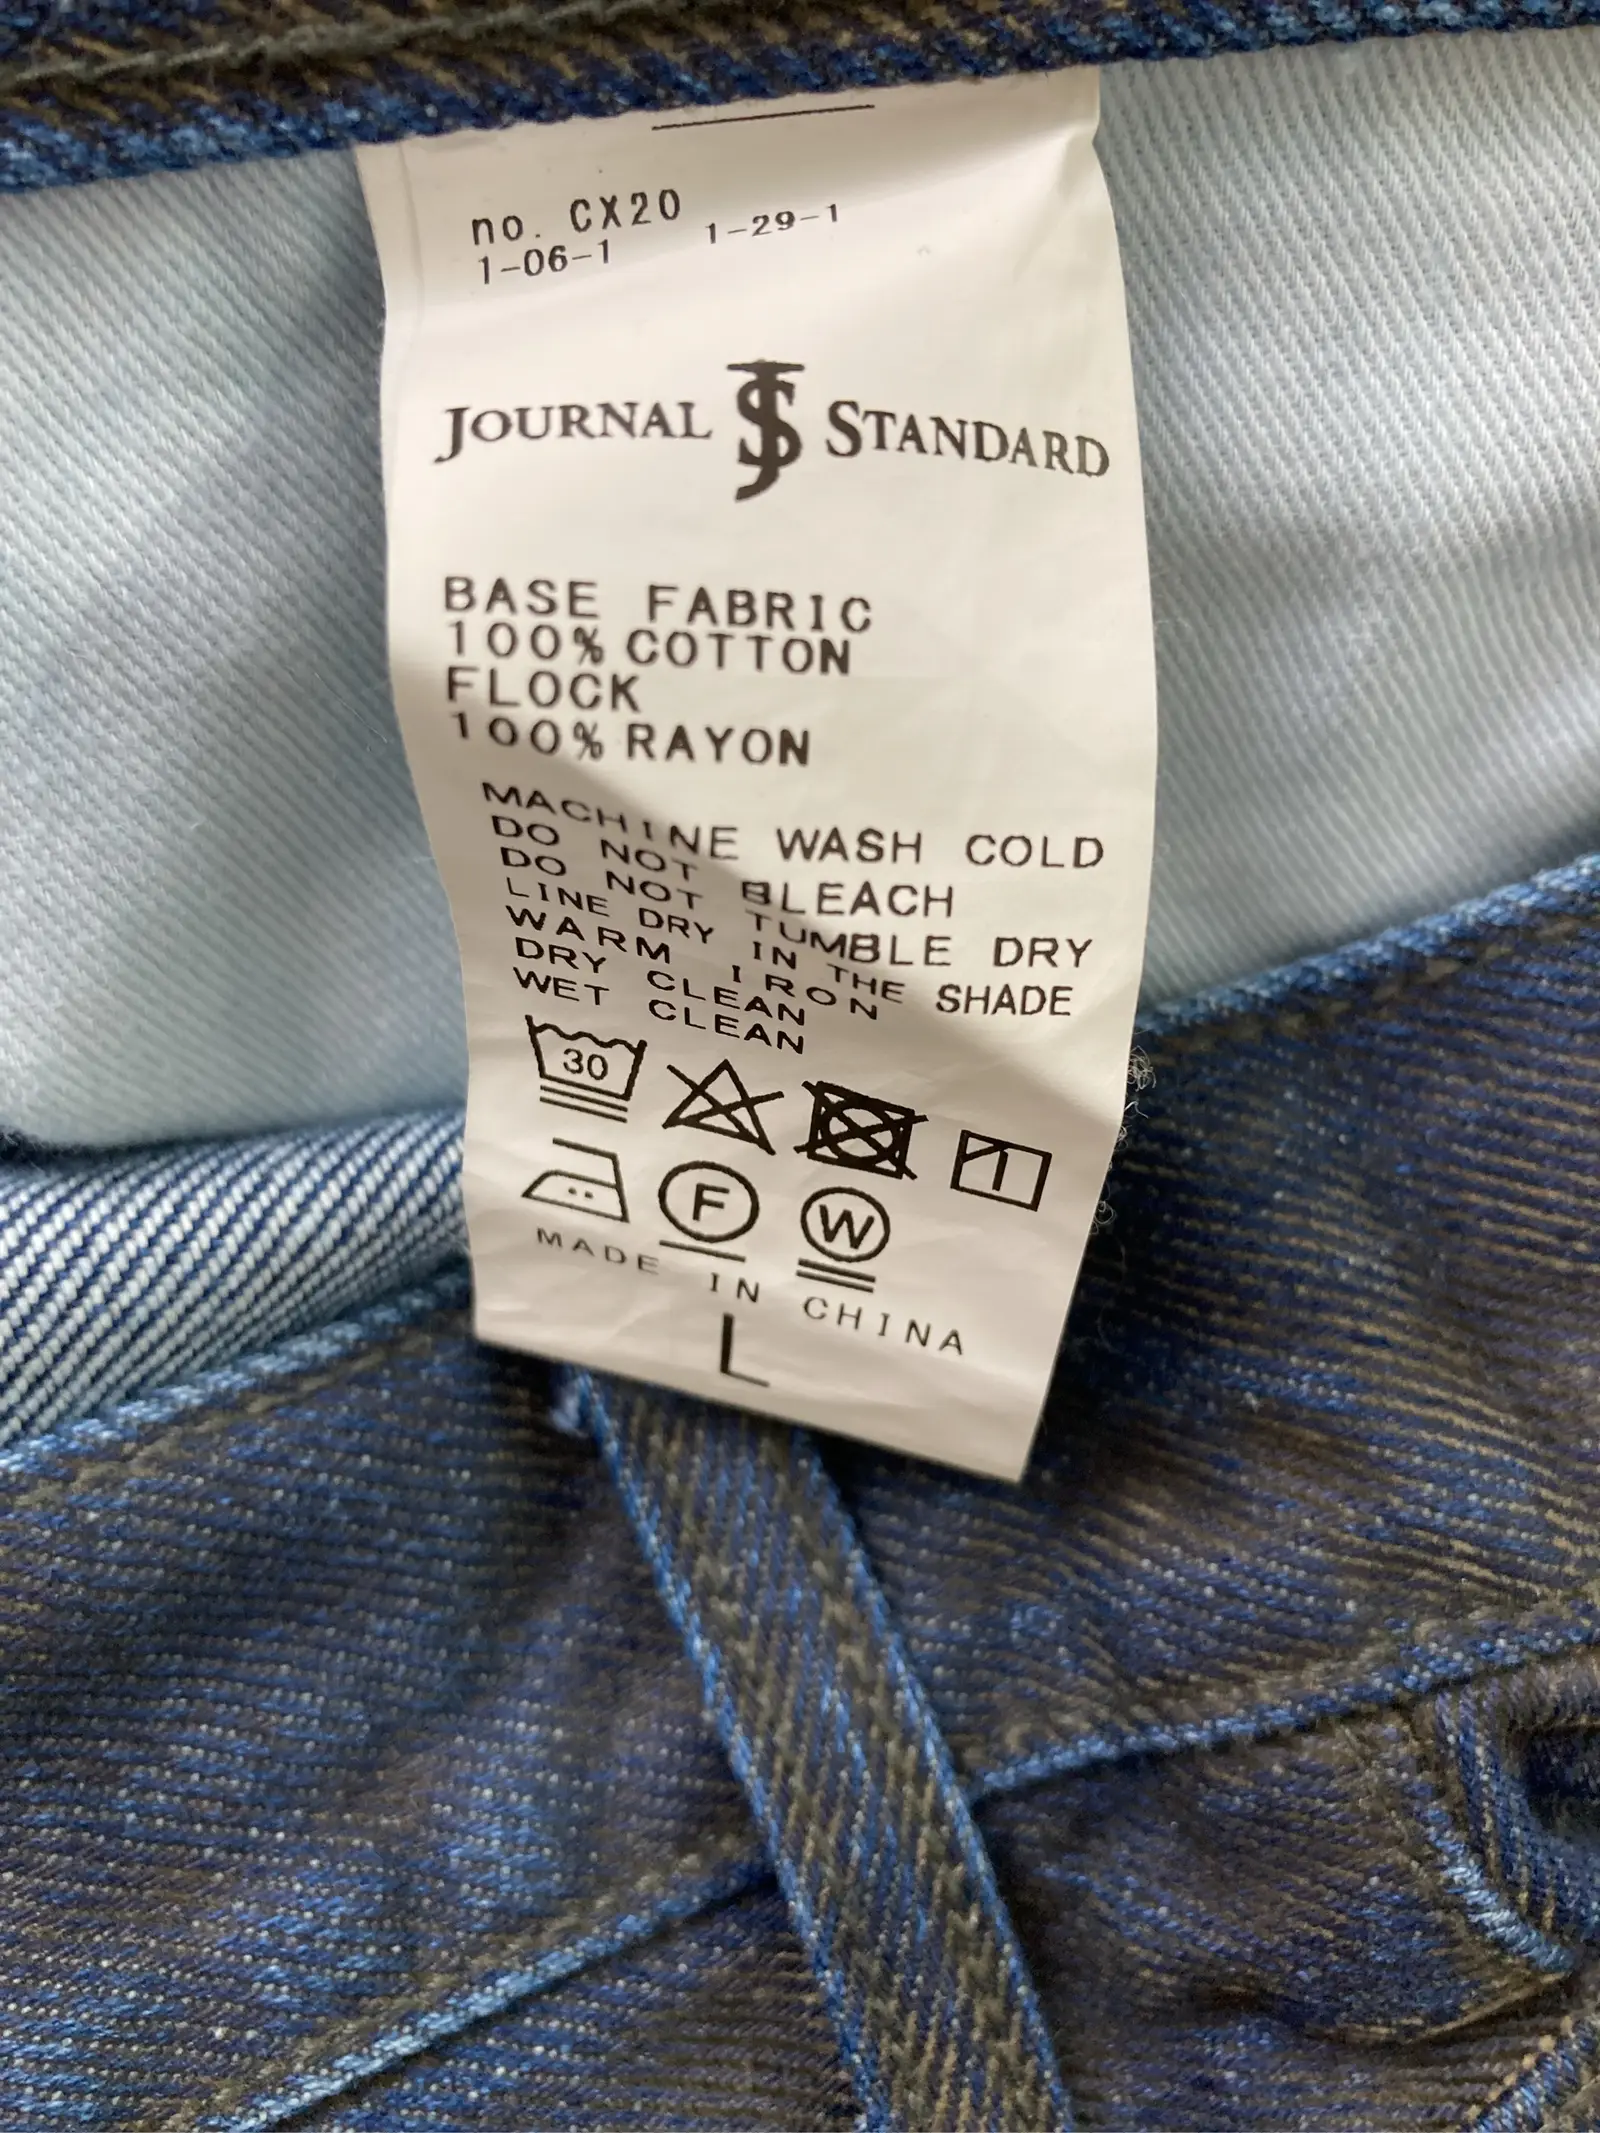 no. CX20
1-06-1 1-29-1
JOURNAL JS STANDARD
BASE FABRIC
100% COTTON
FLOCK
100% RAYON
MACHINE WASH COLD
DO NOT BLEACH
DO NOT TUMBLE DRY
LINE DRY IN THE SHADE
WARM IRON
DRY CLEAN
WET CLEAN
30
F W
MADE IN CHINA
L